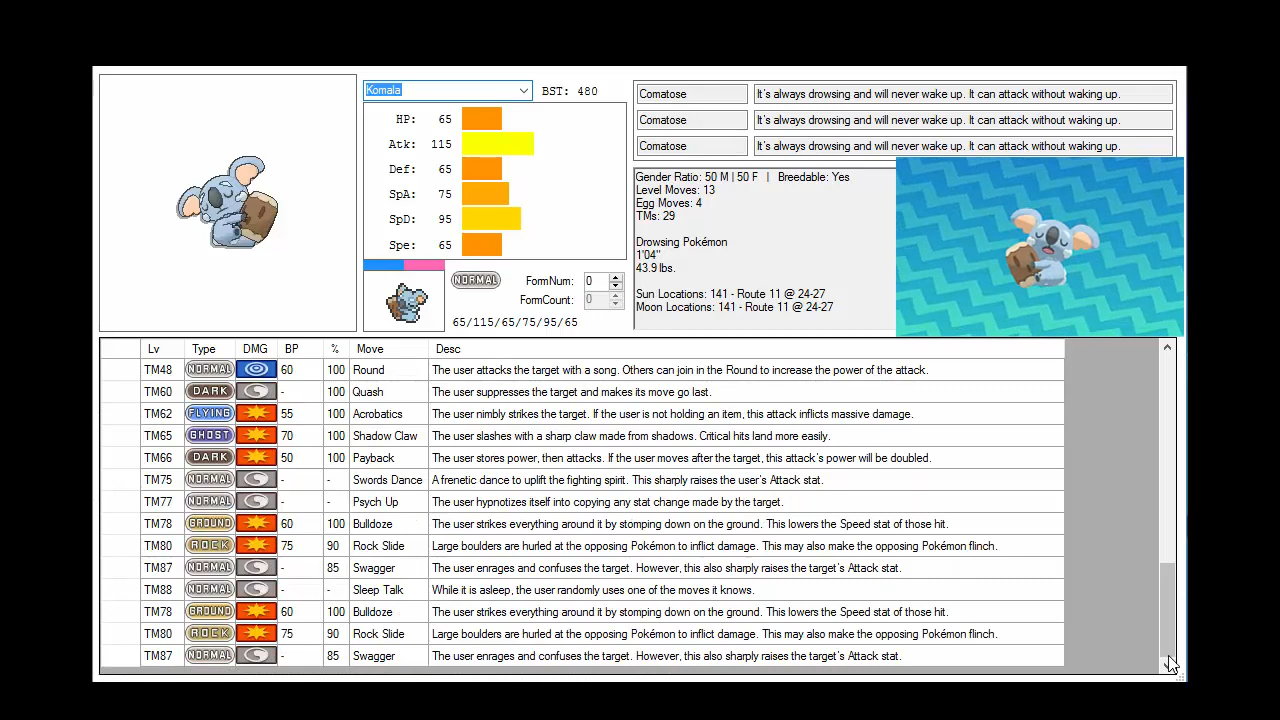 Komala
BST: 480
HP: 65
Atk: 115
Def: 65
SpA: 75
SpD: 95
Spe: 65
NORMAL
FormNum: 0
FormCount: 0
65/115/65/75/95/65
Comatose It's always drowsing and will never wake up. It can attack without waking up.
Comatose It's always drowsing and will never wake up. It can attack without waking up.
Comatose It's always drowsing and will never wake up. It can attack without waking up.
Gender Ratio: 50 M | 50 F | Breedable: Yes
Level Moves: 13
Egg Moves: 4
TMs: 29
Drowsing Pokémon
1'04"
43.9 lbs.
Sun Locations: 141 - Route 11 @ 24-27
Moon Locations: 141 - Route 11 @ 24-27
Lv Type DMG BP % Move Desc
TM48 NORMAL 60 100 Round The user attacks the target with a song. Others can join in the Round to increase the power of the attack.
TM60 DARK - 100 Quash The user suppresses the target and makes its move go last.
TM62 FLYING 55 100 Acrobatics The user nimbly strikes the target. If the user is not holding an item, this attack inflicts massive damage.
TM65 GHOST 70 100 Shadow Claw The user slashes with a sharp claw made from shadows. Critical hits land more easily.
TM66 DARK 50 100 Payback The user stores power, then attacks. If the user moves after the target, this attack's power will be doubled.
TM75 NORMAL - - Swords Dance A frenetic dance to uplift the fighting spirit. This sharply raises the user's Attack stat.
TM77 NORMAL - - Psych Up The user hypnotizes itself into copying any stat change made by the target.
TM78 GROUND 60 100 Bulldoze The user strikes everything around it by stomping down on the ground. This lowers the Speed stat of those hit.
TM80 ROCK 75 90 Rock Slide Large boulders are hurled at the opposing Pokémon to inflict damage. This may also make the opposing Pokémon flinch.
TM87 NORMAL - 85 Swagger The user enrages and confuses the target. However, this also sharply raises the target's Attack stat.
TM88 NORMAL - - Sleep Talk While it is asleep, the user randomly uses one of the moves it knows.
TM78 GROUND 60 100 Bulldoze The user strikes everything around it by stomping down on the ground. This lowers the Speed stat of those hit.
TM80 ROCK 75 90 Rock Slide Large boulders are hurled at the opposing Pokémon to inflict damage. This may also make the opposing Pokémon flinch.
TM87 NORMAL - 85 Swagger The user enrages and confuses the target. However, this also sharply raises the target's Attack stat.